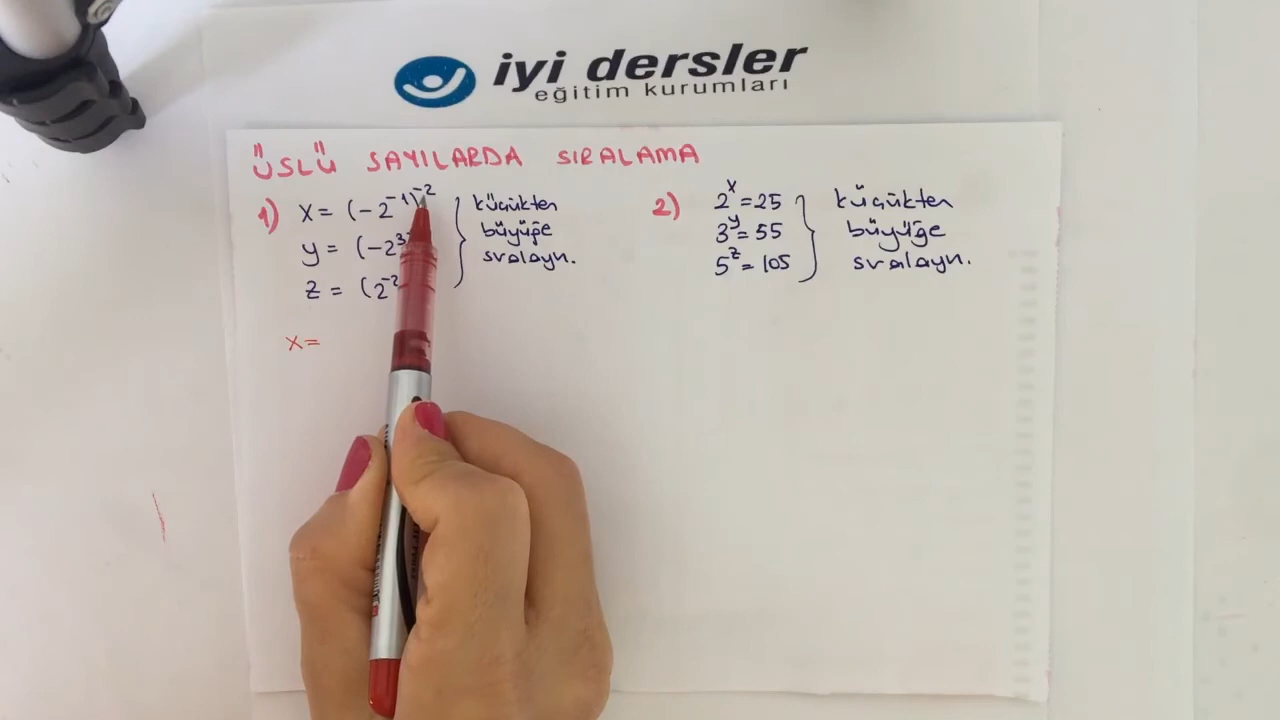 iyi dersler
eğitim kurumları
ÜSLÜ SAYILARDA SIRALAMA
1) x = (-2⁻¹)⁻²
y = (-2³
z = (2⁻²
küçükten
büyüğe
sıralayın.
x =
2) 2ˣ = 25
3ʸ = 55
5ᶻ = 105
küçükten
büyüğe
sıralayın.